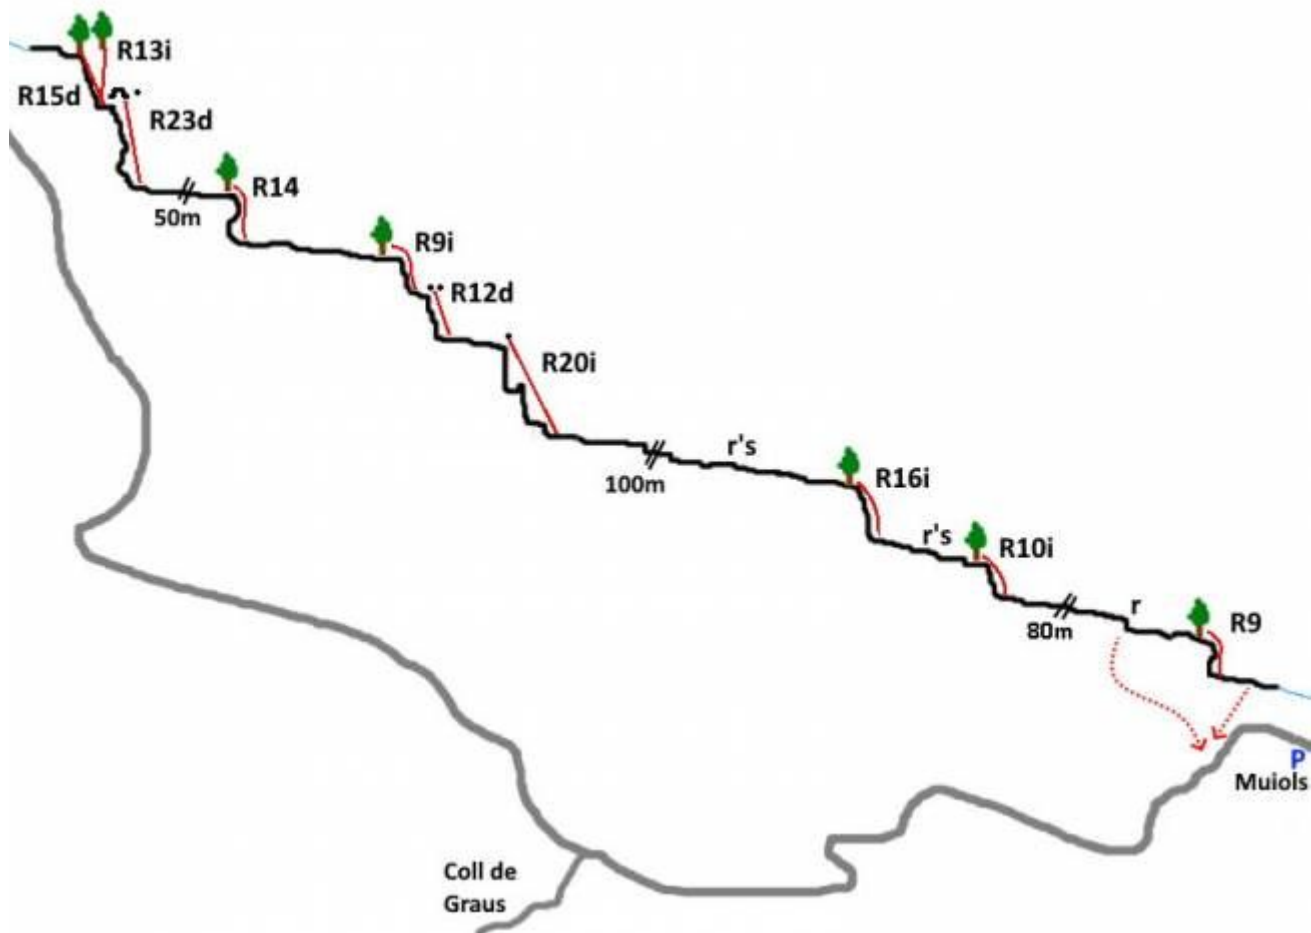 R13i
R15d
R23d
R14
50m
R9i
R12d
R20i
r's
100m
R16i
r's
R10i
r
80m
R9
P
Muiols
Coll de
Graus